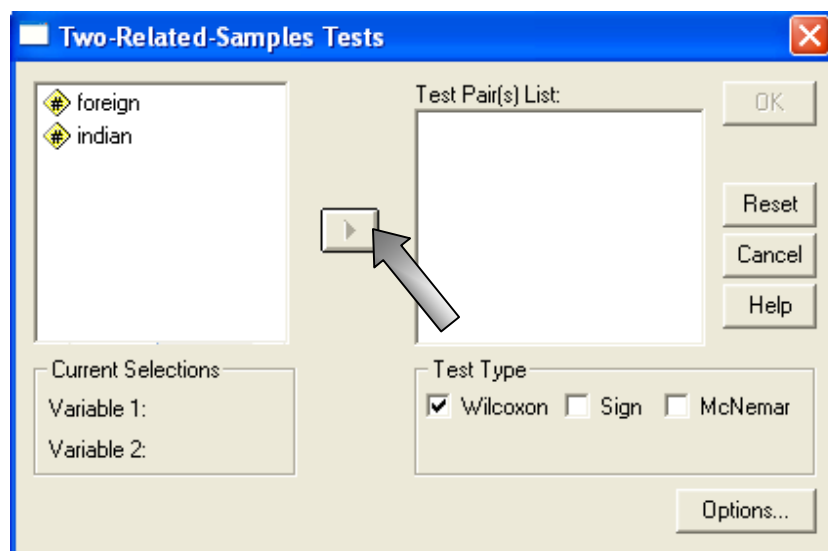 Two-Related-Samples Tests
foreign
indian
Test Pair(s) List:
OK
Reset
Cancel
Help
Current Selections
Variable 1:
Variable 2:
Test Type
Wilcoxon Sign McNemar
Options...